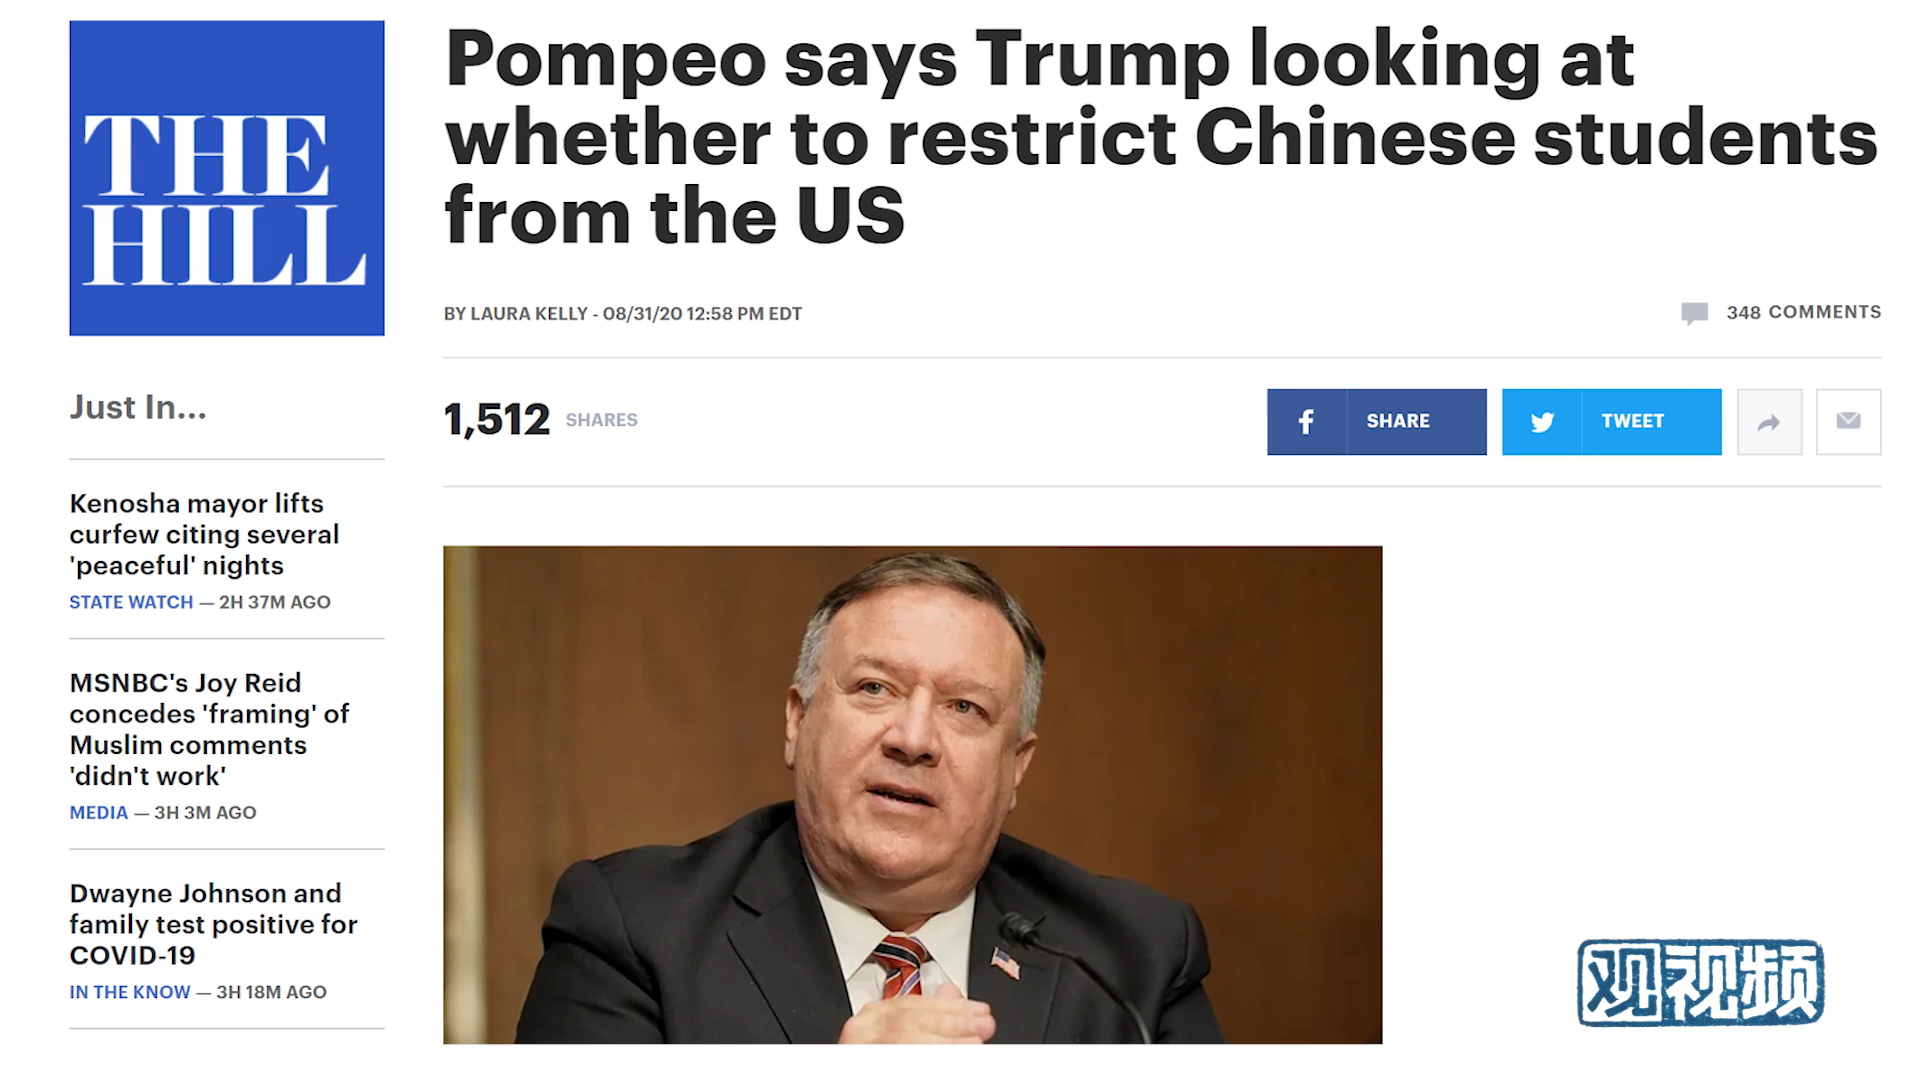 THE
HILL
Pompeo says Trump looking at
whether to restrict Chinese students
from the US
BY LAURA KELLY - 08/31/20 12:58 PM EDT
348 COMMENTS
1,512 SHARES
SHARE
TWEET
Just In...
Kenosha mayor lifts
curfew citing several
'peaceful' nights
STATE WATCH — 2H 37M AGO
MSNBC's Joy Reid
concedes 'framing' of
Muslim comments
'didn't work'
MEDIA — 3H 3M AGO
Dwayne Johnson and
family test positive for
COVID-19
IN THE KNOW — 3H 18M AGO
观视频